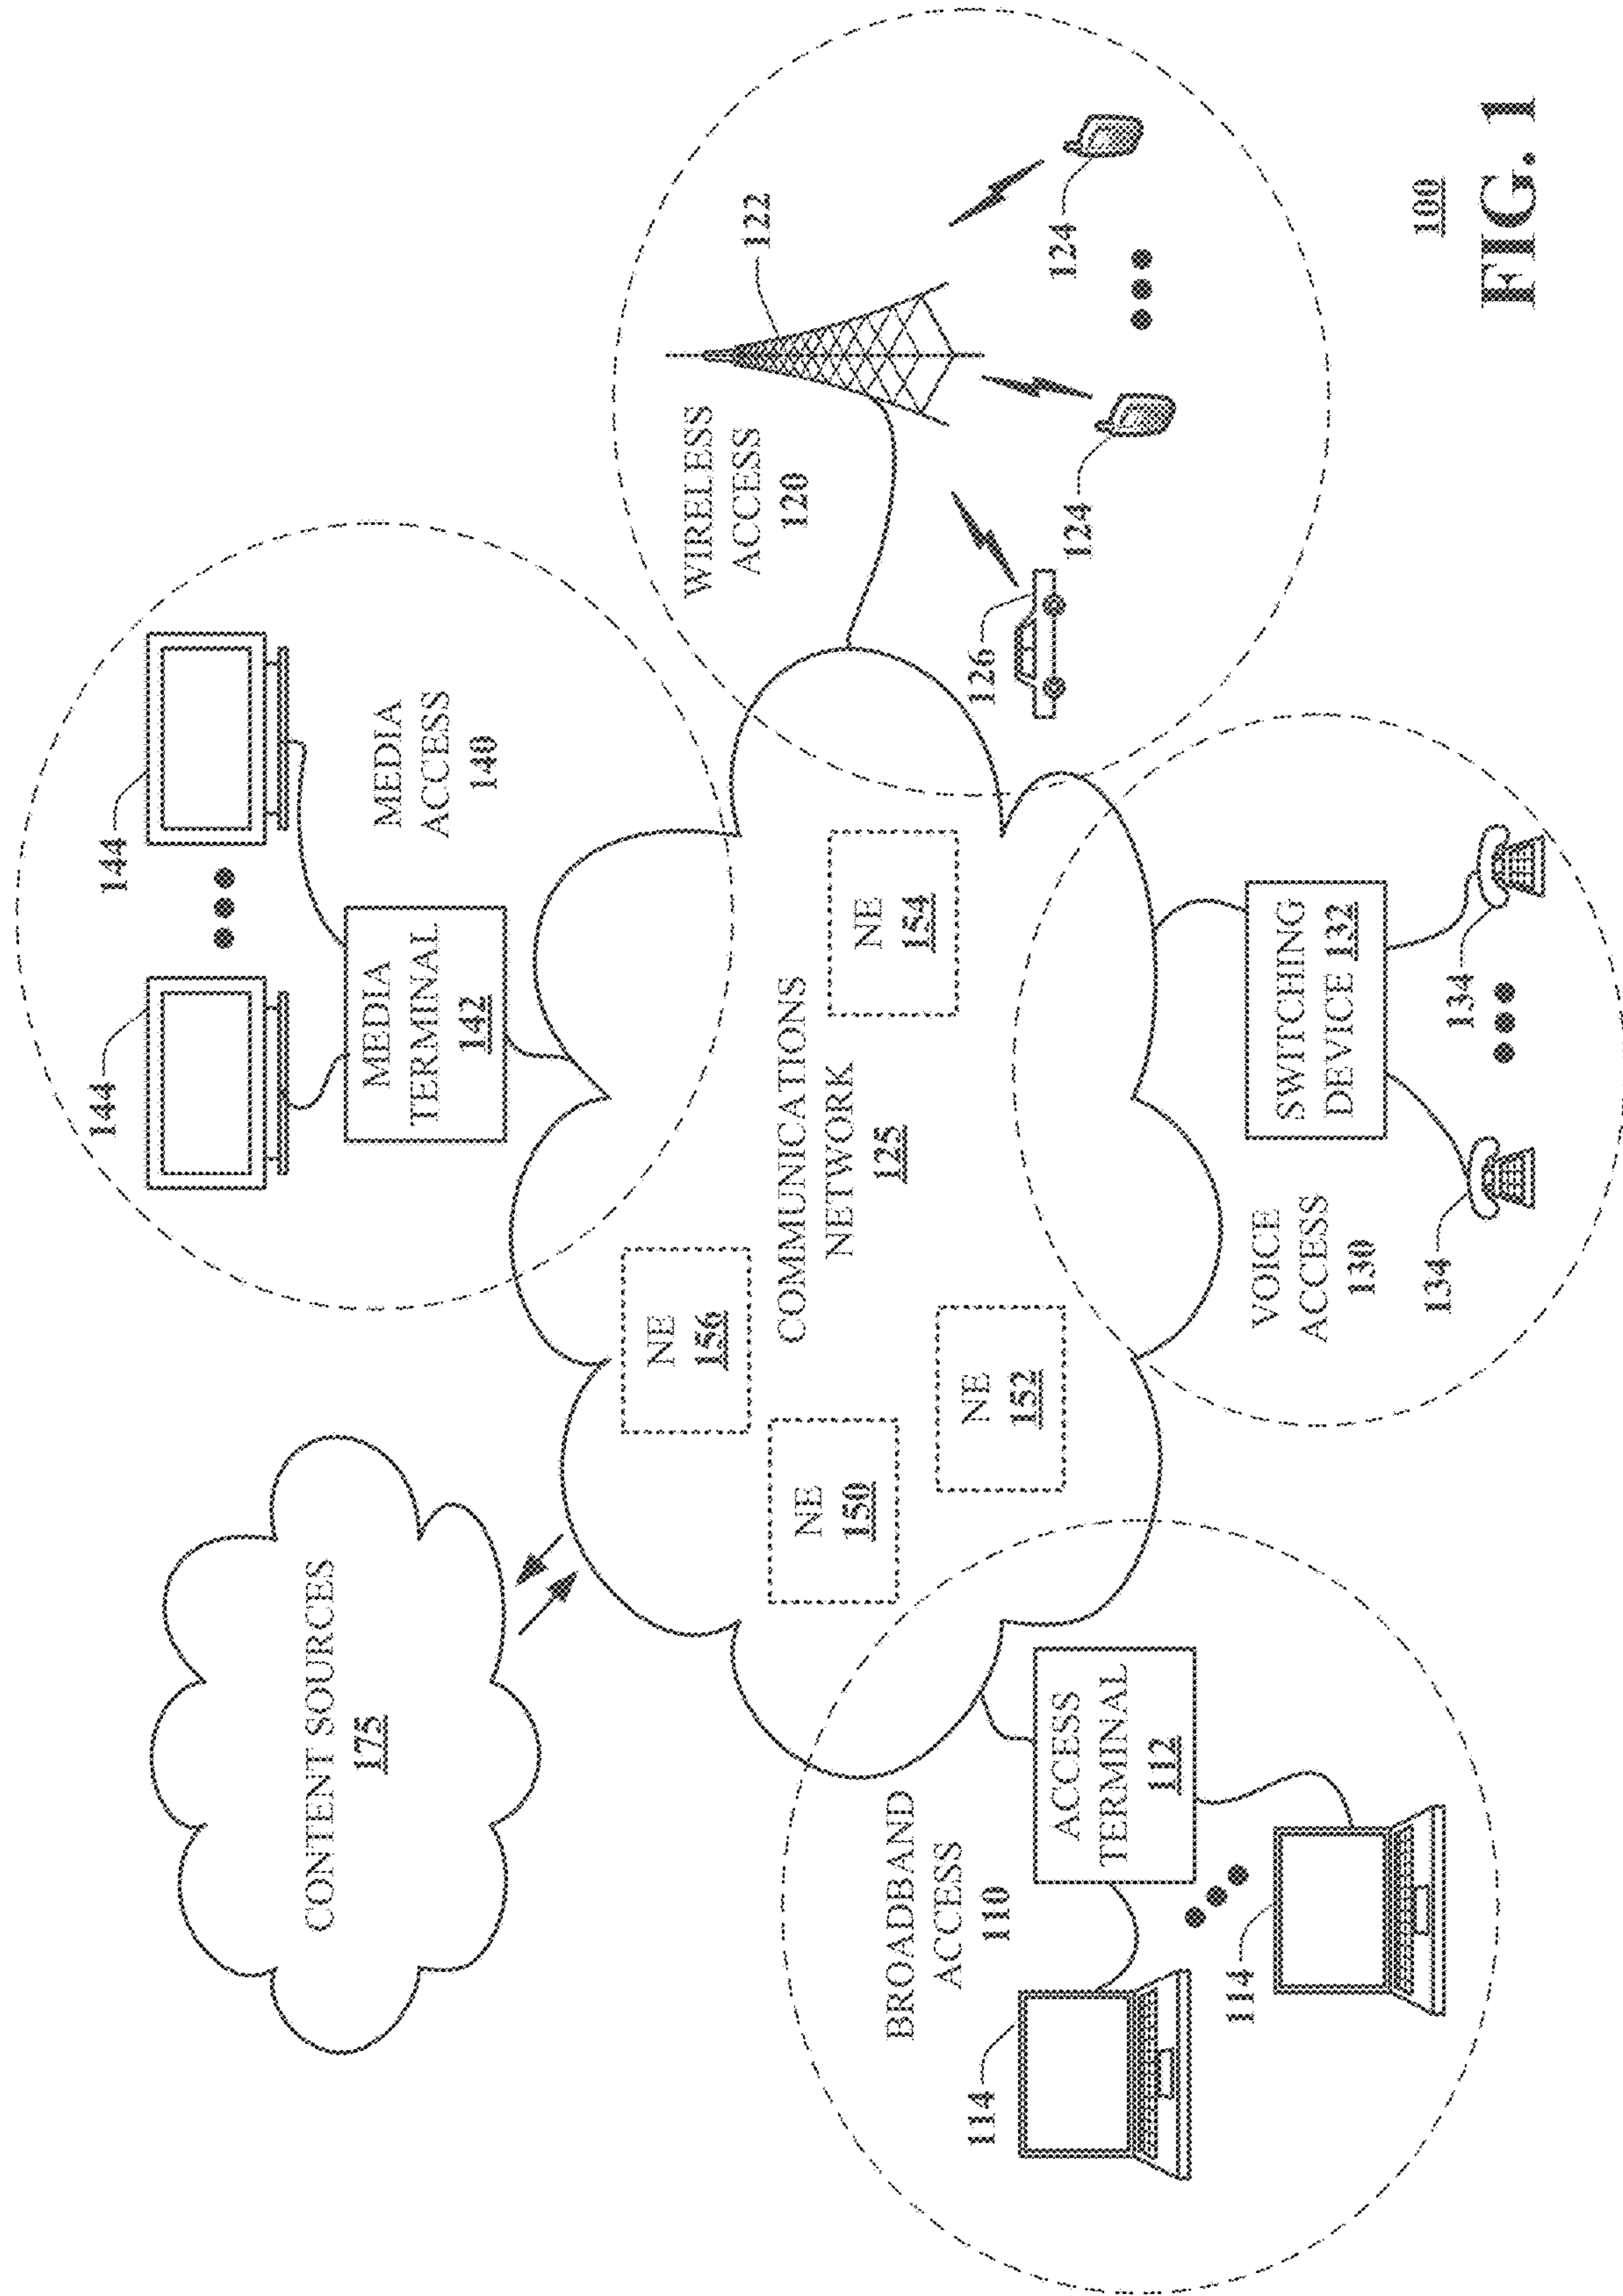 CONTENT SOURCES
175
144
144
MEDIA
TERMINAL
142
MEDIA
ACCESS
140
NE
156
NE
150
NE
152
NE
154
COMMUNICATIONS
NETWORK
125
WIRELESS
ACCESS
120
122
126
124
124
BROADBAND
ACCESS
110
ACCESS
TERMINAL
112
114
114
VOICE
ACCESS
130
SWITCHING
DEVICE 132
134
134
100
FIG. 1